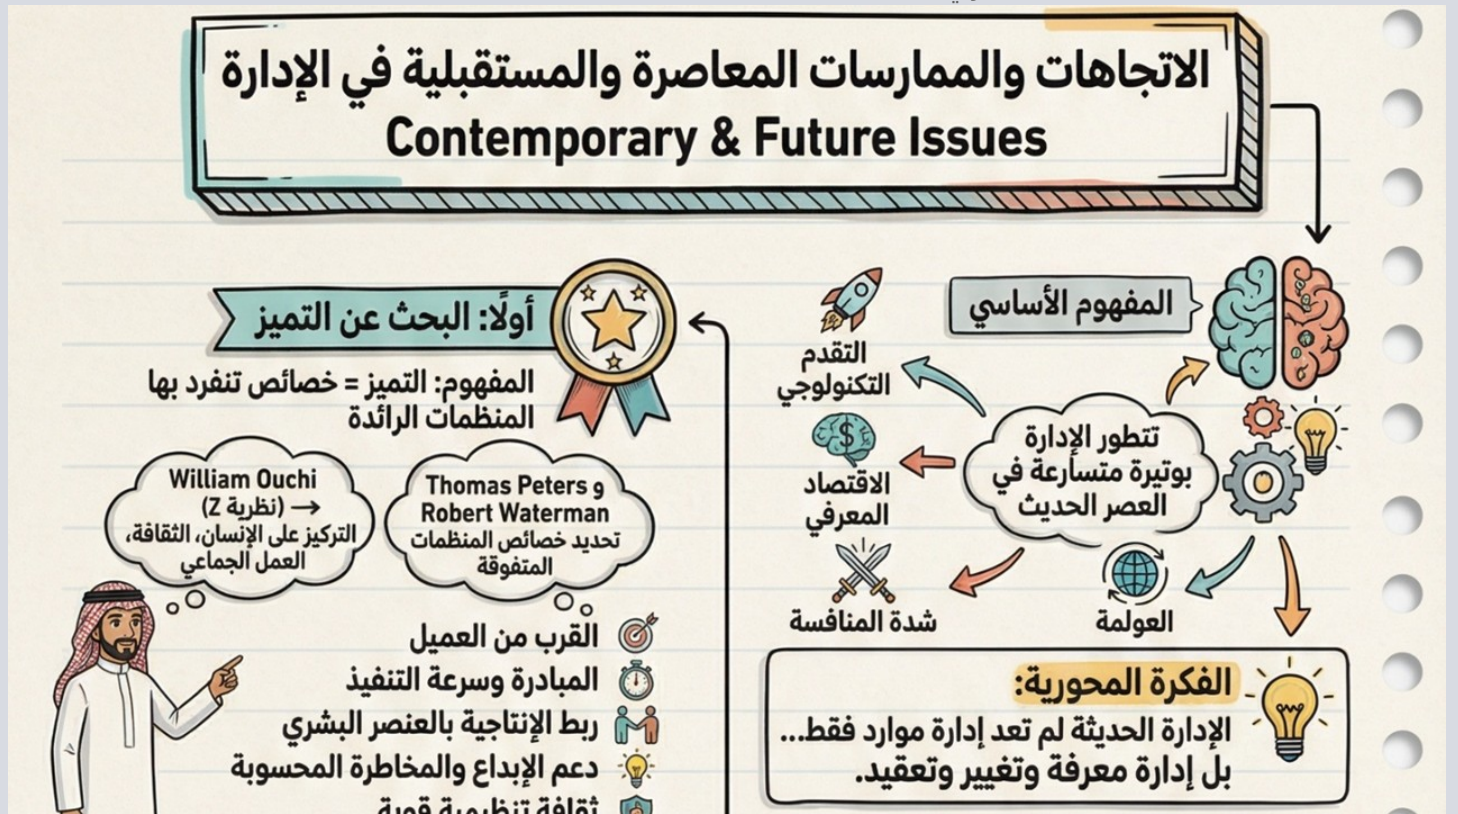 الاتجاهات والممارسات المعاصرة والمستقبلية في الإدارة
Contemporary & Future Issues
المفهوم الأساسي
تتطور الإدارة
بوتيرة متسارعة في
العصر الحديث
التقدم
التكنولوجي
الاقتصاد
المعرفي
شدة المنافسة
العولمة
الفكرة المحورية:
الإدارة الحديثة لم تعد إدارة موارد فقط...
بل إدارة معرفة وتغيير وتعقيد.
أولًا: البحث عن التميز
المفهوم: التميز = خصائص تنفرد بها
المنظمات الرائدة
Thomas Peters و
Robert Waterman
تحديد خصائص المنظمات
المتفوقة
William Ouchi
→ (نظرية Z)
التركيز على الإنسان، الثقافة،
العمل الجماعي
القرب من العميل
المبادرة وسرعة التنفيذ
ربط الإنتاجية بالعنصر البشري
دعم الإبداع والمخاطرة المحسوبة
ثقافة تنظيمية قوية